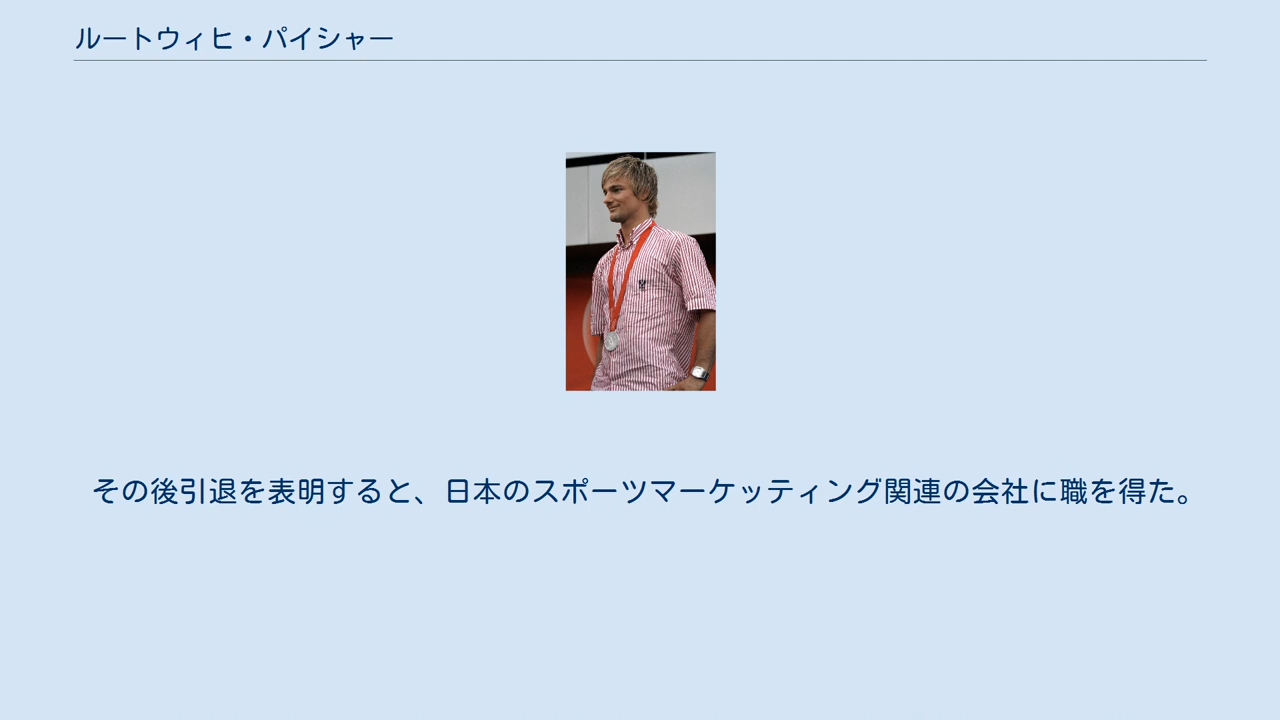 ルートウィヒ・パイシャー
その後引退を表明すると、日本のスポーツマーケッティング関連の会社に職を得た。